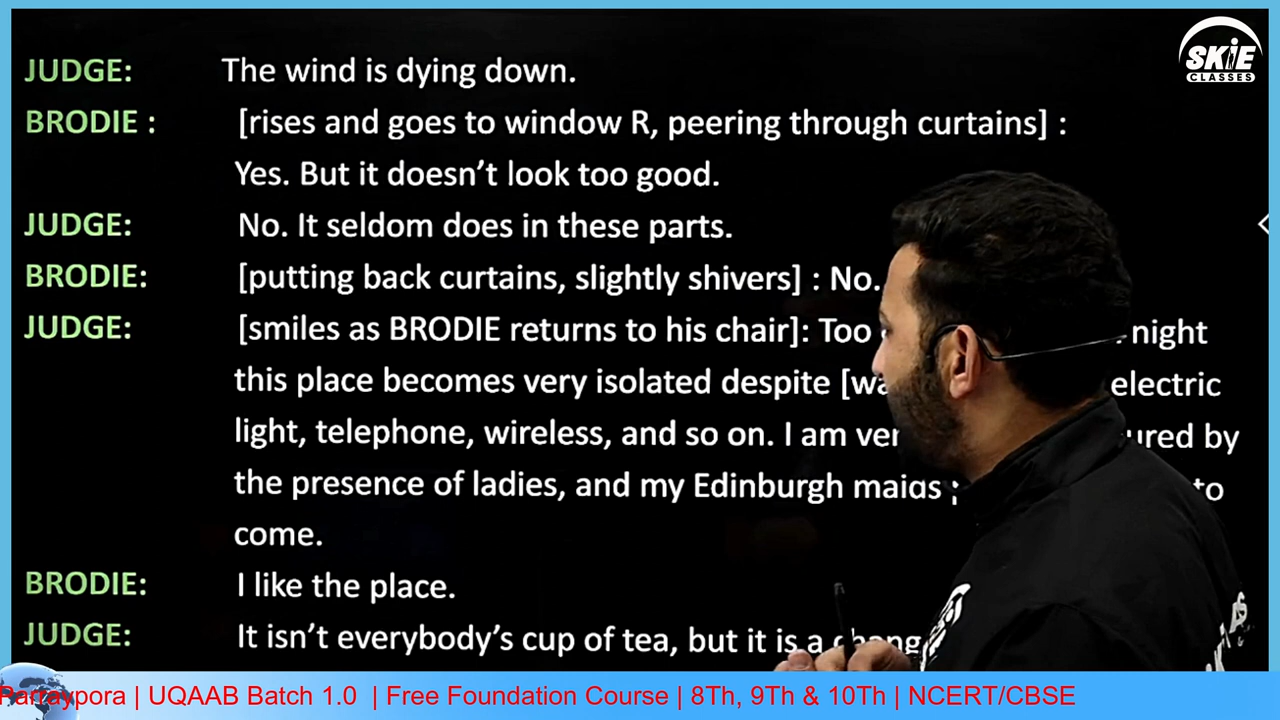 SKiE
CLASSES
JUDGE: The wind is dying down.
BRODIE : [rises and goes to window R, peering through curtains] :
Yes. But it doesn't look too good.
JUDGE: No. It seldom does in these parts.
BRODIE: [putting back curtains, slightly shivers] : No.
JUDGE: [smiles as BRODIE returns to his chair]: Too night
this place becomes very isolated despite electric
light, telephone, wireless, and so on. I am by
the presence of ladies, and my Edinburgh maids to
come.
BRODIE: I like the place.
JUDGE: It isn't everybody's cup of tea, but it is a
Parraypora | UQAAB Batch 1.0 | Free Foundation Course | 8Th, 9Th & 10Th | NCERT/CBSE